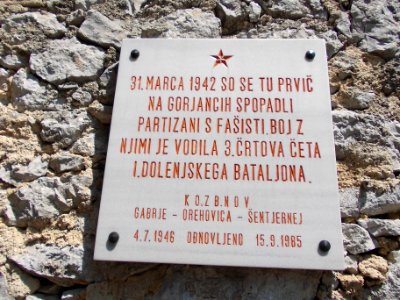 31. MARCA 1942 SO SE TU PRVIČ
NA GORJANCIH SPOPADLI
PARTIZANI S FAŠISTI. BOJ Z
NJIMI JE VODILA 3. ČRTOVA ČETA
I. DOLENJSKEGA BATALJONA.
K.O.Z.B.N.O.V.
GABRJE - OREHOVICA - ŠENTJERNEJ
4.7.1946 OBNOVLJENO 15.9.1985